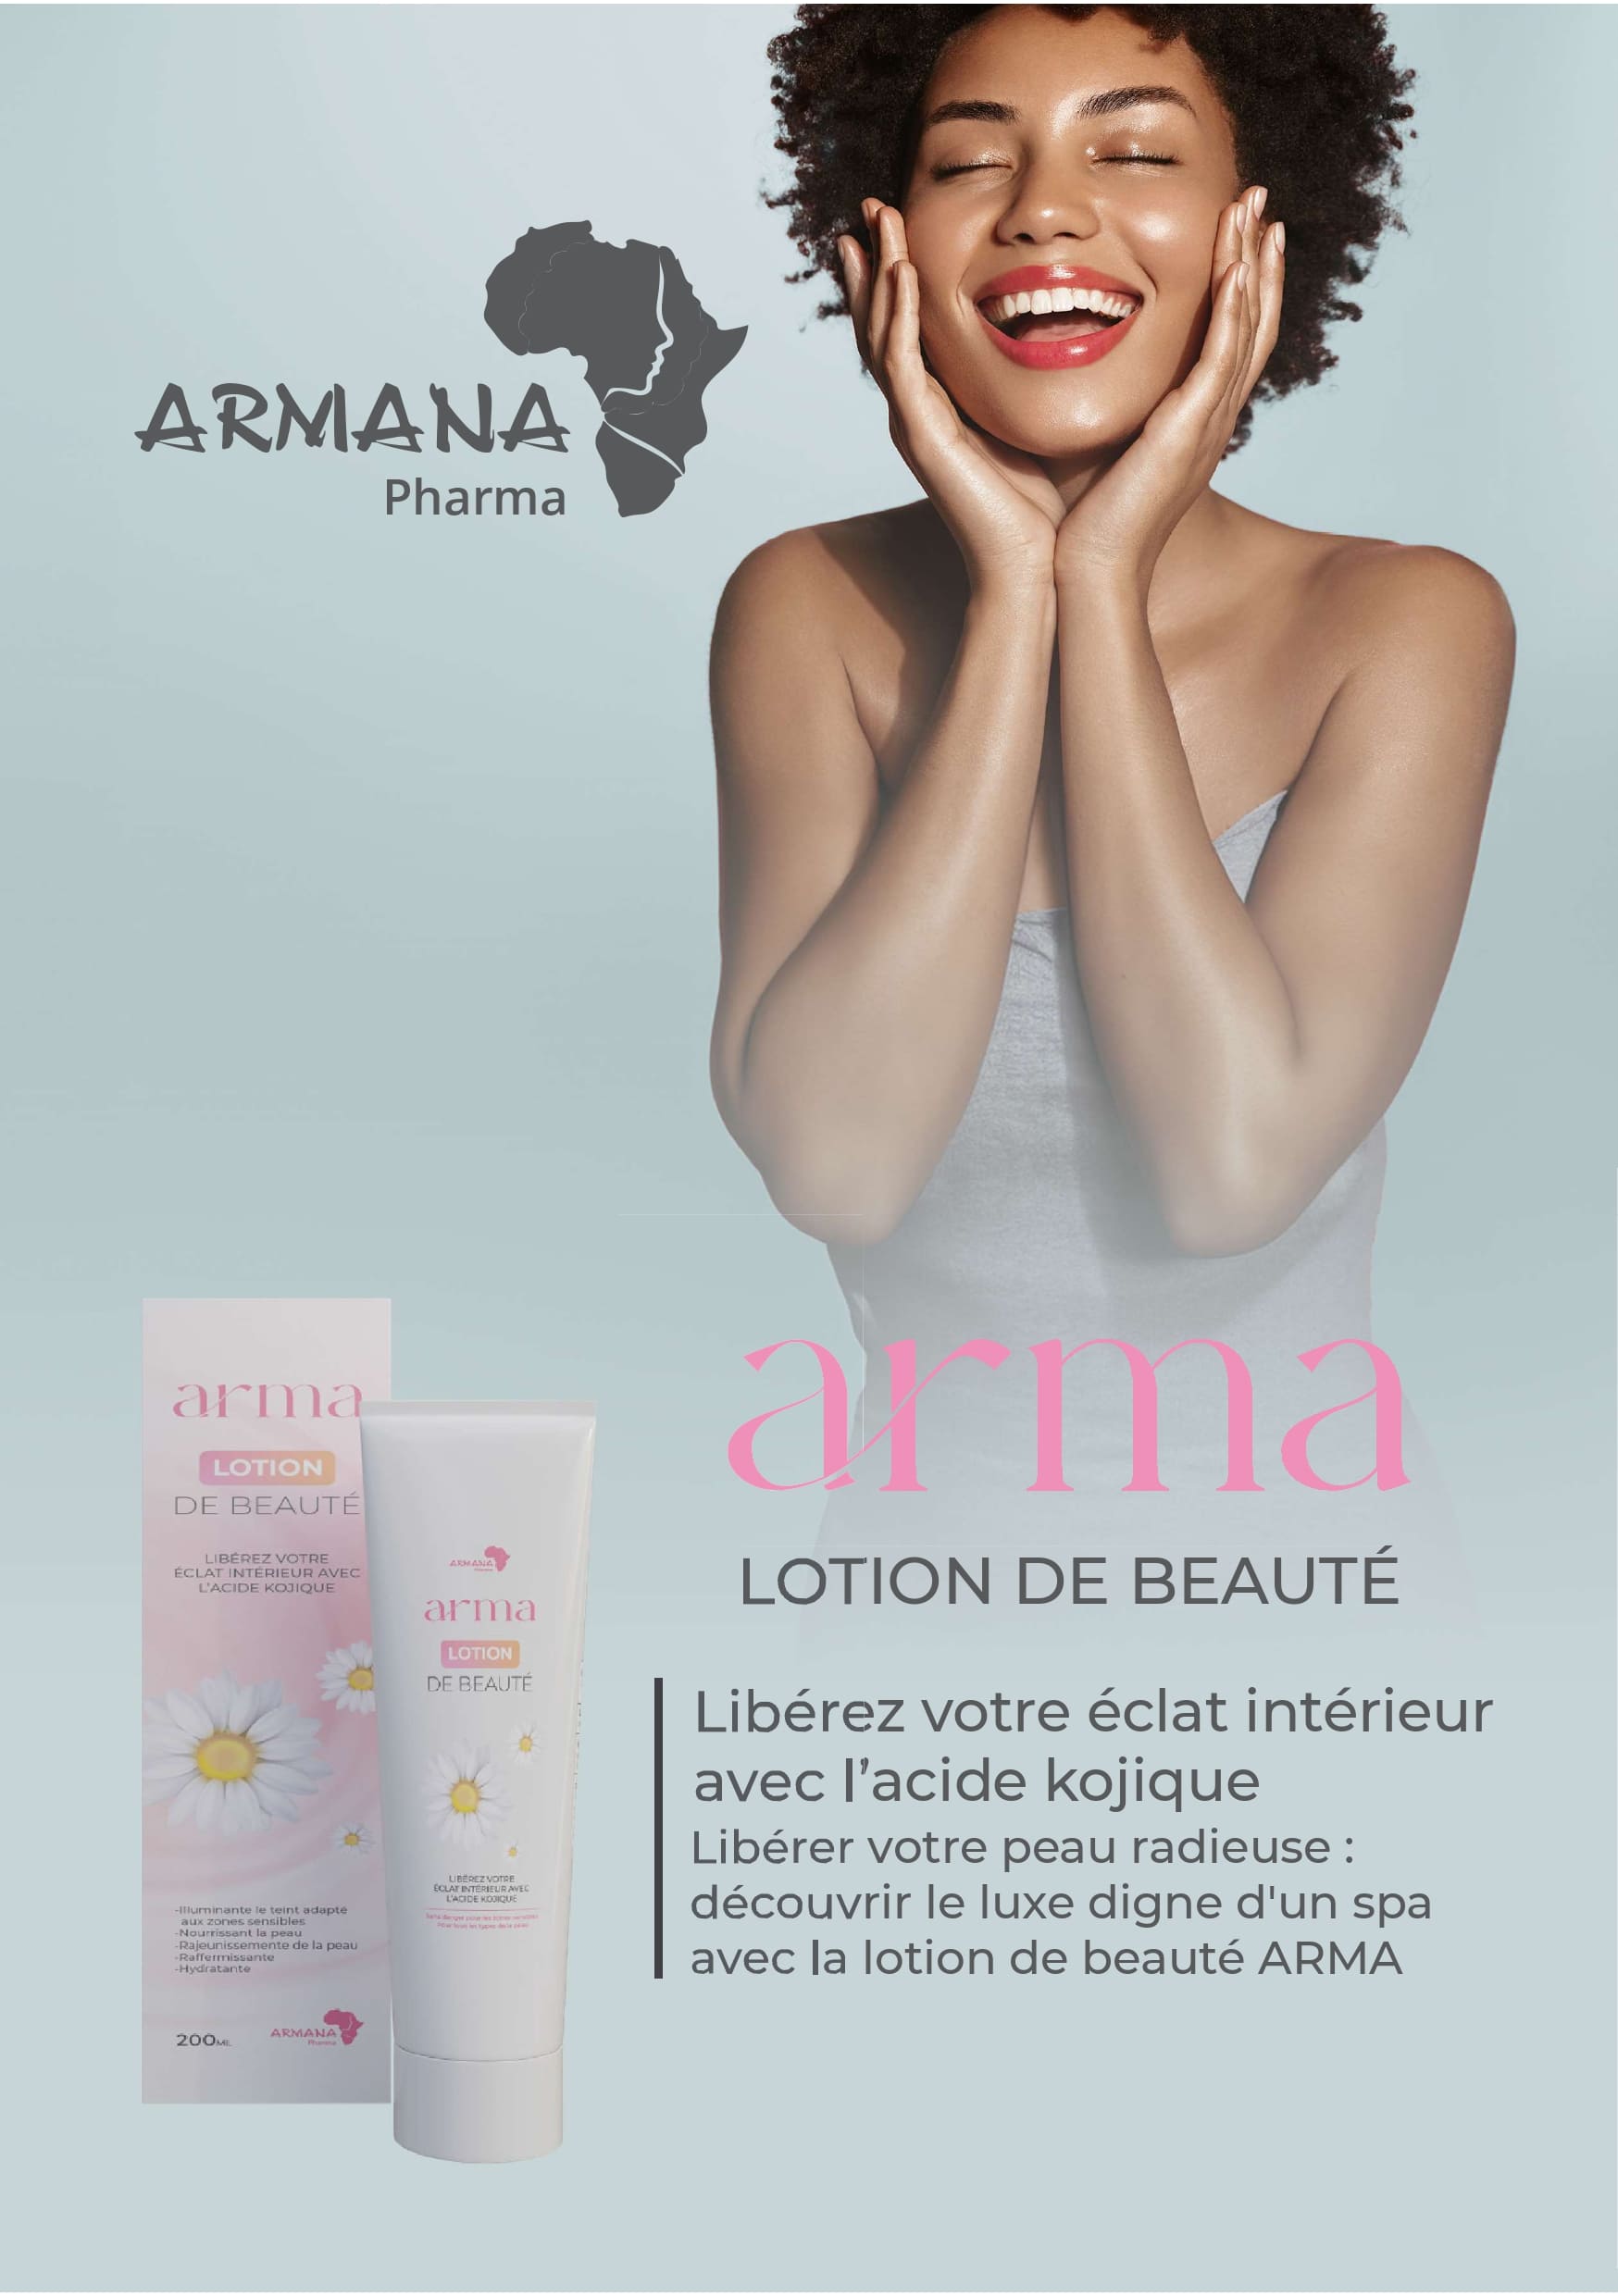 ARMANA
Pharma
arma
LOTION DE BEAUTÉ
Libérez votre éclat intérieur
avec l'acide kojique
Libérer votre peau radieuse :
découvrir le luxe digne d'un spa
avec la lotion de beauté ARMA
arma
LOTION
DE BEAUTÉ
LIBÉREZ VOTRE
ÉCLAT INTÉRIEUR AVEC
L'ACIDE KOJIQUE
-Illuminante le teint adapté
aux zones sensibles
-Nourrissant la peau
-Rajeunissemente de la peau
-Raffermissante
-Hydratante
200ML
ARMANA
Pharma
ARMANA
Pharma
arma
LOTION
DE BEAUTÉ
LIBÉREZ VOTRE
ÉCLAT INTÉRIEUR AVEC
L'ACIDE KOJIQUE